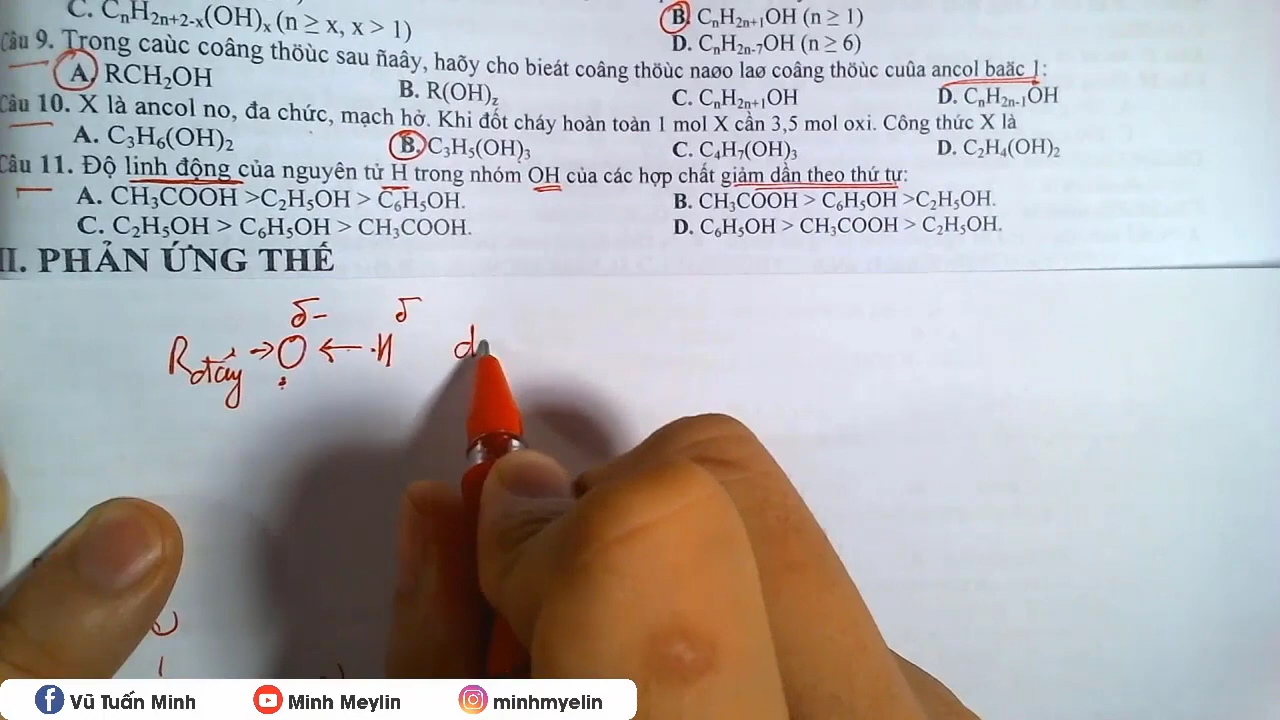 C. CₙH₂ₙ₊₂₋ₓ(OH)ₓ (n ≥ x, x > 1)
B. CₙH₂ₙ₊₁OH (n ≥ 1)
D. CₙH₂ₙ₋₇OH (n ≥ 6)
Câu 9. Trong caùc coâng thöùc sau ñaây, haõy cho bieát coâng thöùc naøo laø coâng thöùc cuûa ancol baäc 1:
A. RCH₂OH B. R(OH)z C. CₙH₂ₙ₊₁OH D. CₙH₂ₙ₋₁OH
Câu 10. X là ancol no, đa chức, mạch hở. Khi đốt cháy hoàn toàn 1 mol X cần 3,5 mol oxi. Công thức X là
A. C₃H₆(OH)₂ B. C₃H₅(OH)₃ C. C₄H₇(OH)₃ D. C₂H₄(OH)₂
Câu 11. Độ linh động của nguyên tử H trong nhóm OH của các hợp chất giảm dần theo thứ tự:
A. CH₃COOH >C₂H₅OH > C₆H₅OH. B. CH₃COOH > C₆H₅OH >C₂H₅OH.
C. C₂H₅OH > C₆H₅OH > CH₃COOH. D. C₆H₅OH > CH₃COOH > C₂H₅OH.
II. PHẢN ỨNG THẾ
δ- δ
R đẩy → O ← H
Vũ Tuấn Minh Minh Meylin minhmyelin